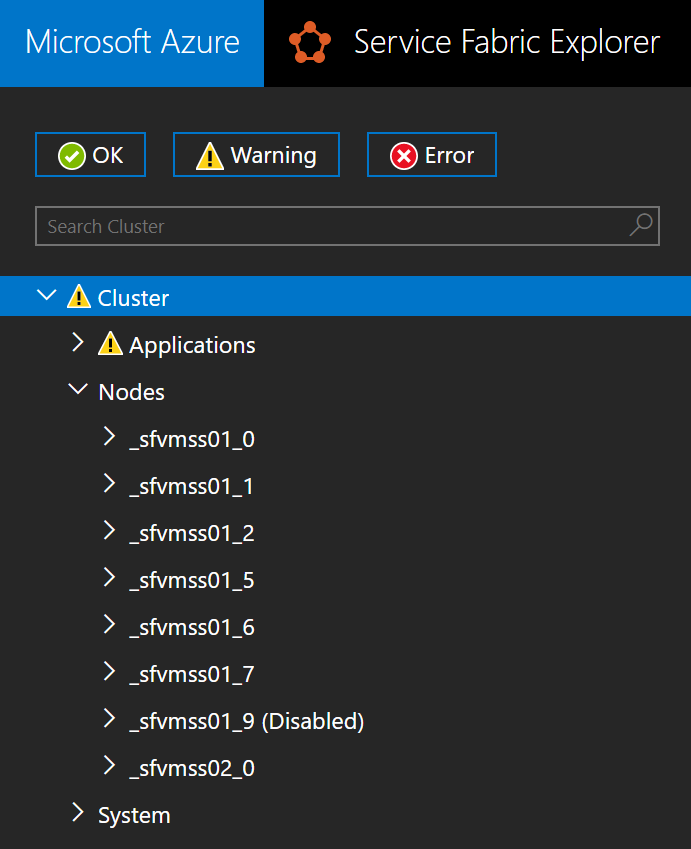 Microsoft Azure Service Fabric Explorer
OK Warning Error
Search Cluster
Cluster
Applications
Nodes
_sfvmss01_0
_sfvmss01_1
_sfvmss01_2
_sfvmss01_5
_sfvmss01_6
_sfvmss01_7
_sfvmss01_9 (Disabled)
_sfvmss02_0
System